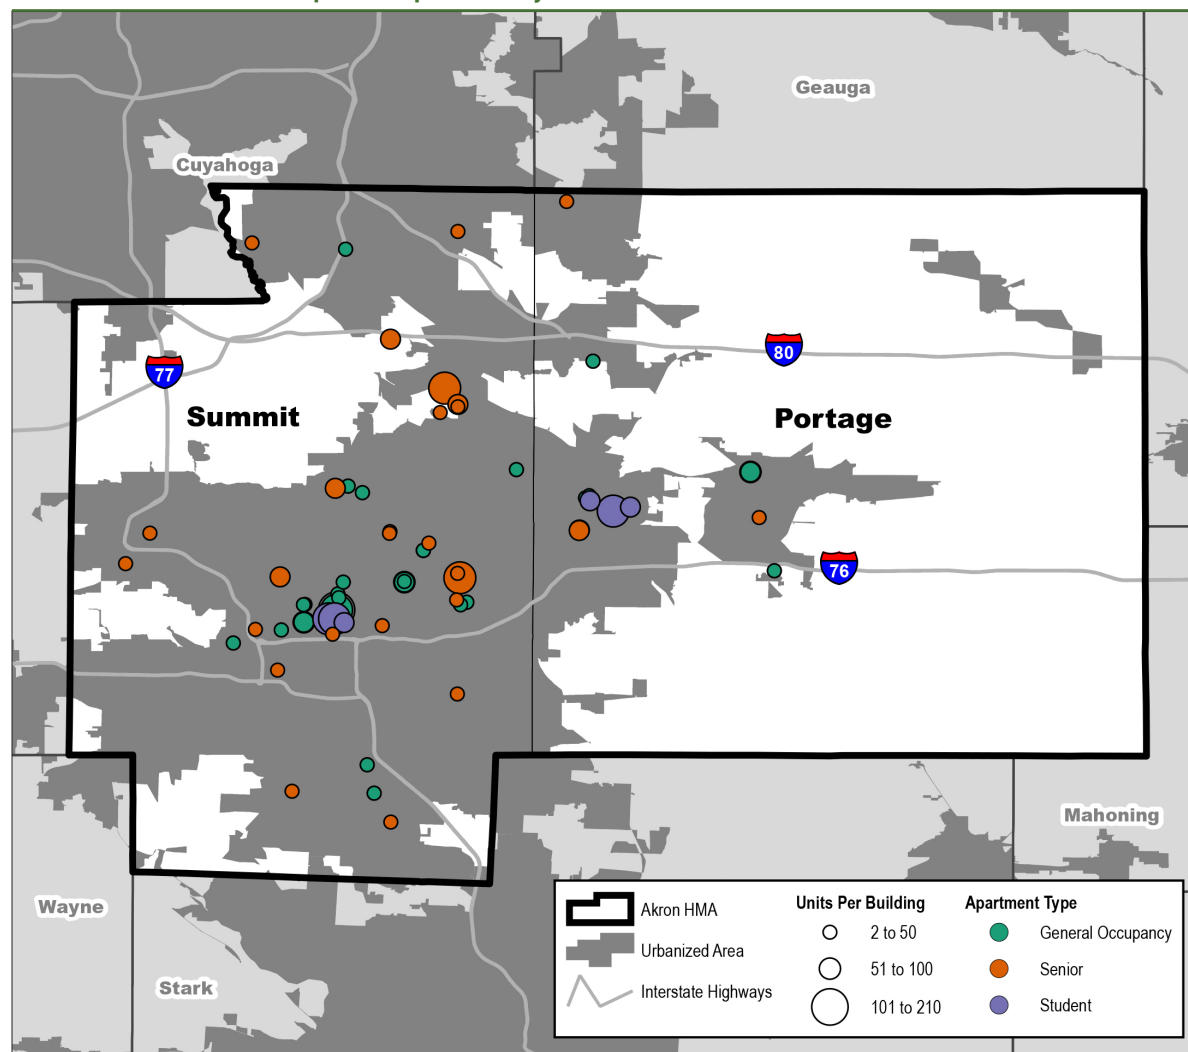 Geauga
Cuyahoga
80
77
Summit
Portage
76
Mahoning
Wayne
Stark
Akron HMA
Urbanized Area
Interstate Highways
Units Per Building
2 to 50
51 to 100
101 to 210
Apartment Type
General Occupancy
Senior
Student